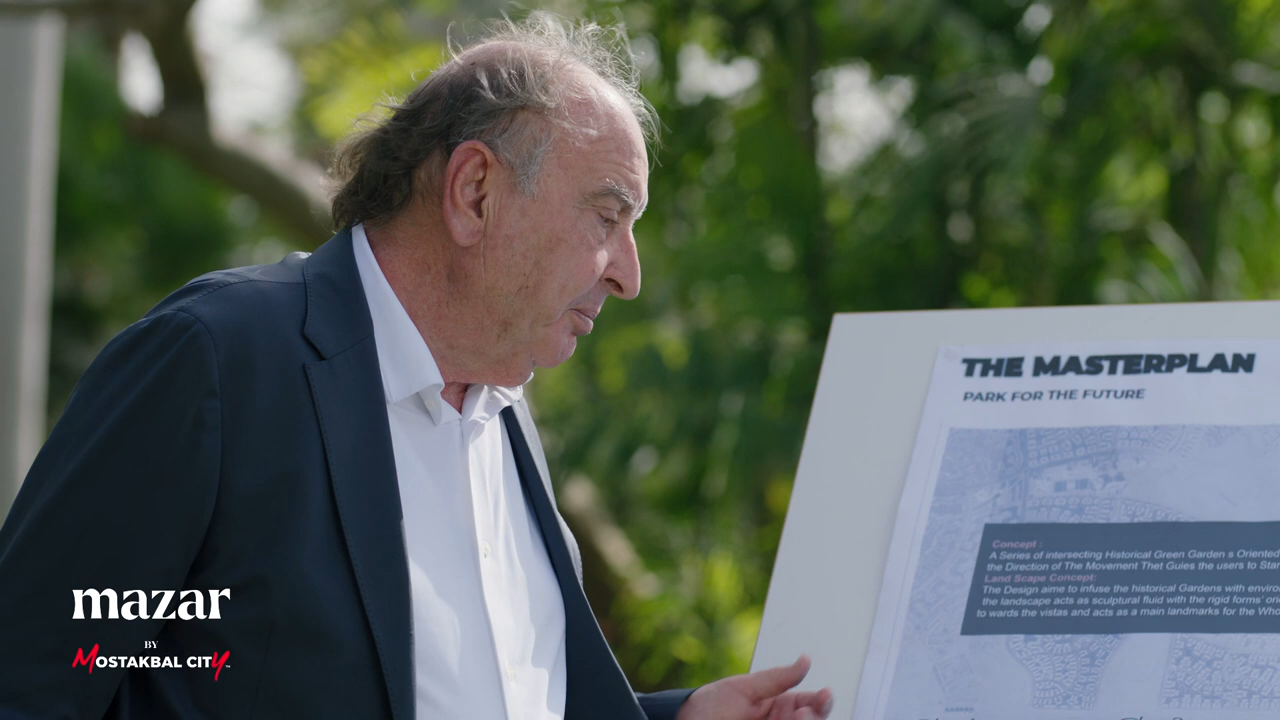 THE MASTERPLAN
PARK FOR THE FUTURE
Concept :
A Series of intersecting Historical Green Garden s Oriented
the Direction of The Movement Thet Guies the users to Star
Land Scape Concept:
The Design aime to infuse the historical Gardens with enviro
the landscape acts as sculptural fluid with the rigid forms' orie
to wards the vistas and acts as a main landmarks for the Who
mazar
BY
MOSTAKBAL CITY